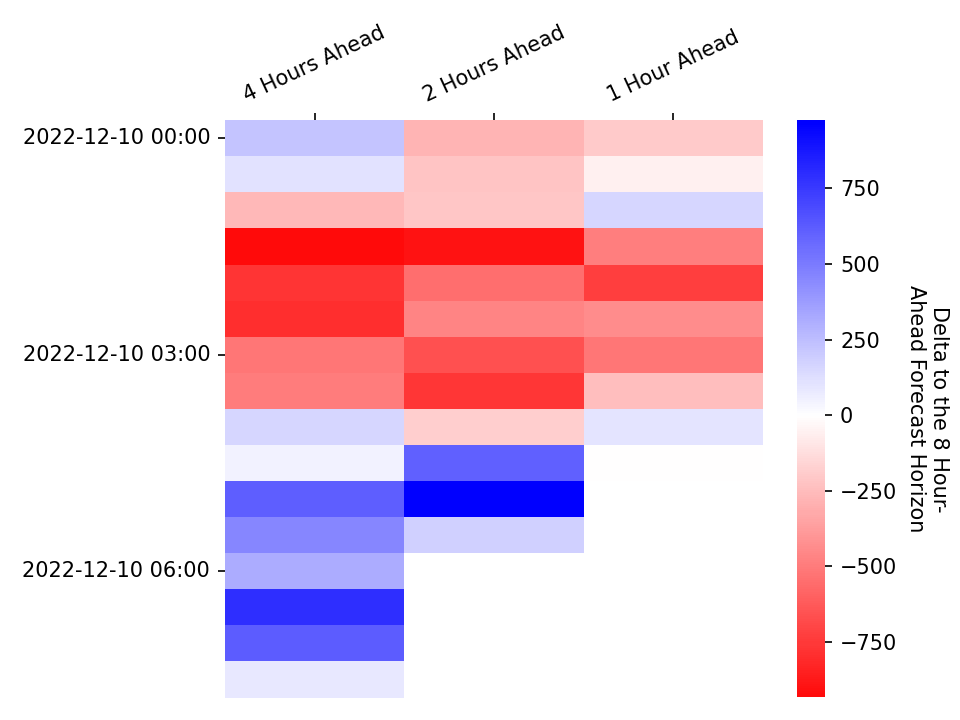 4 Hours Ahead
2 Hours Ahead
1 Hour Ahead
2022-12-10 00:00
2022-12-10 03:00
2022-12-10 06:00
750
500
250
0
−250
−500
−750
Delta to the 8 Hour-
Ahead Forecast Horizon